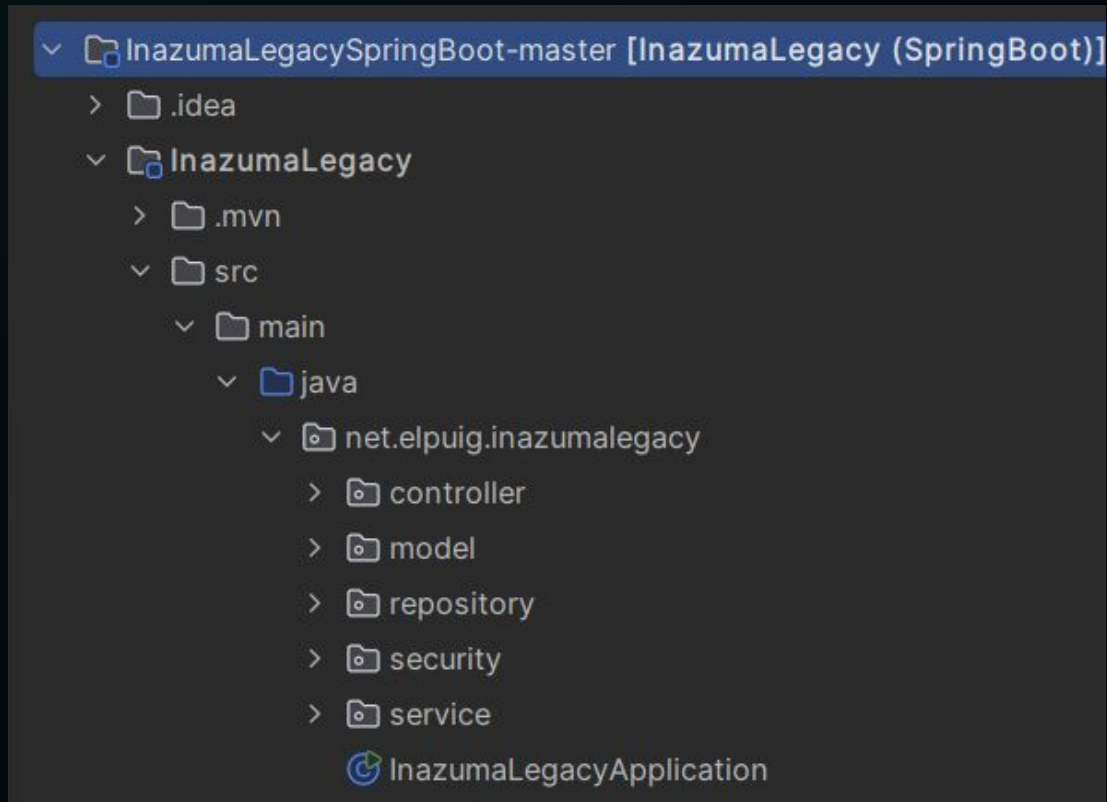 InazumaLegacySpringBoot-master [InazumaLegacy (SpringBoot)]
.idea
InazumaLegacy
.mvn
src
main
java
net.elpuig.inazumalegacy
controller
model
repository
security
service
InazumaLegacyApplication